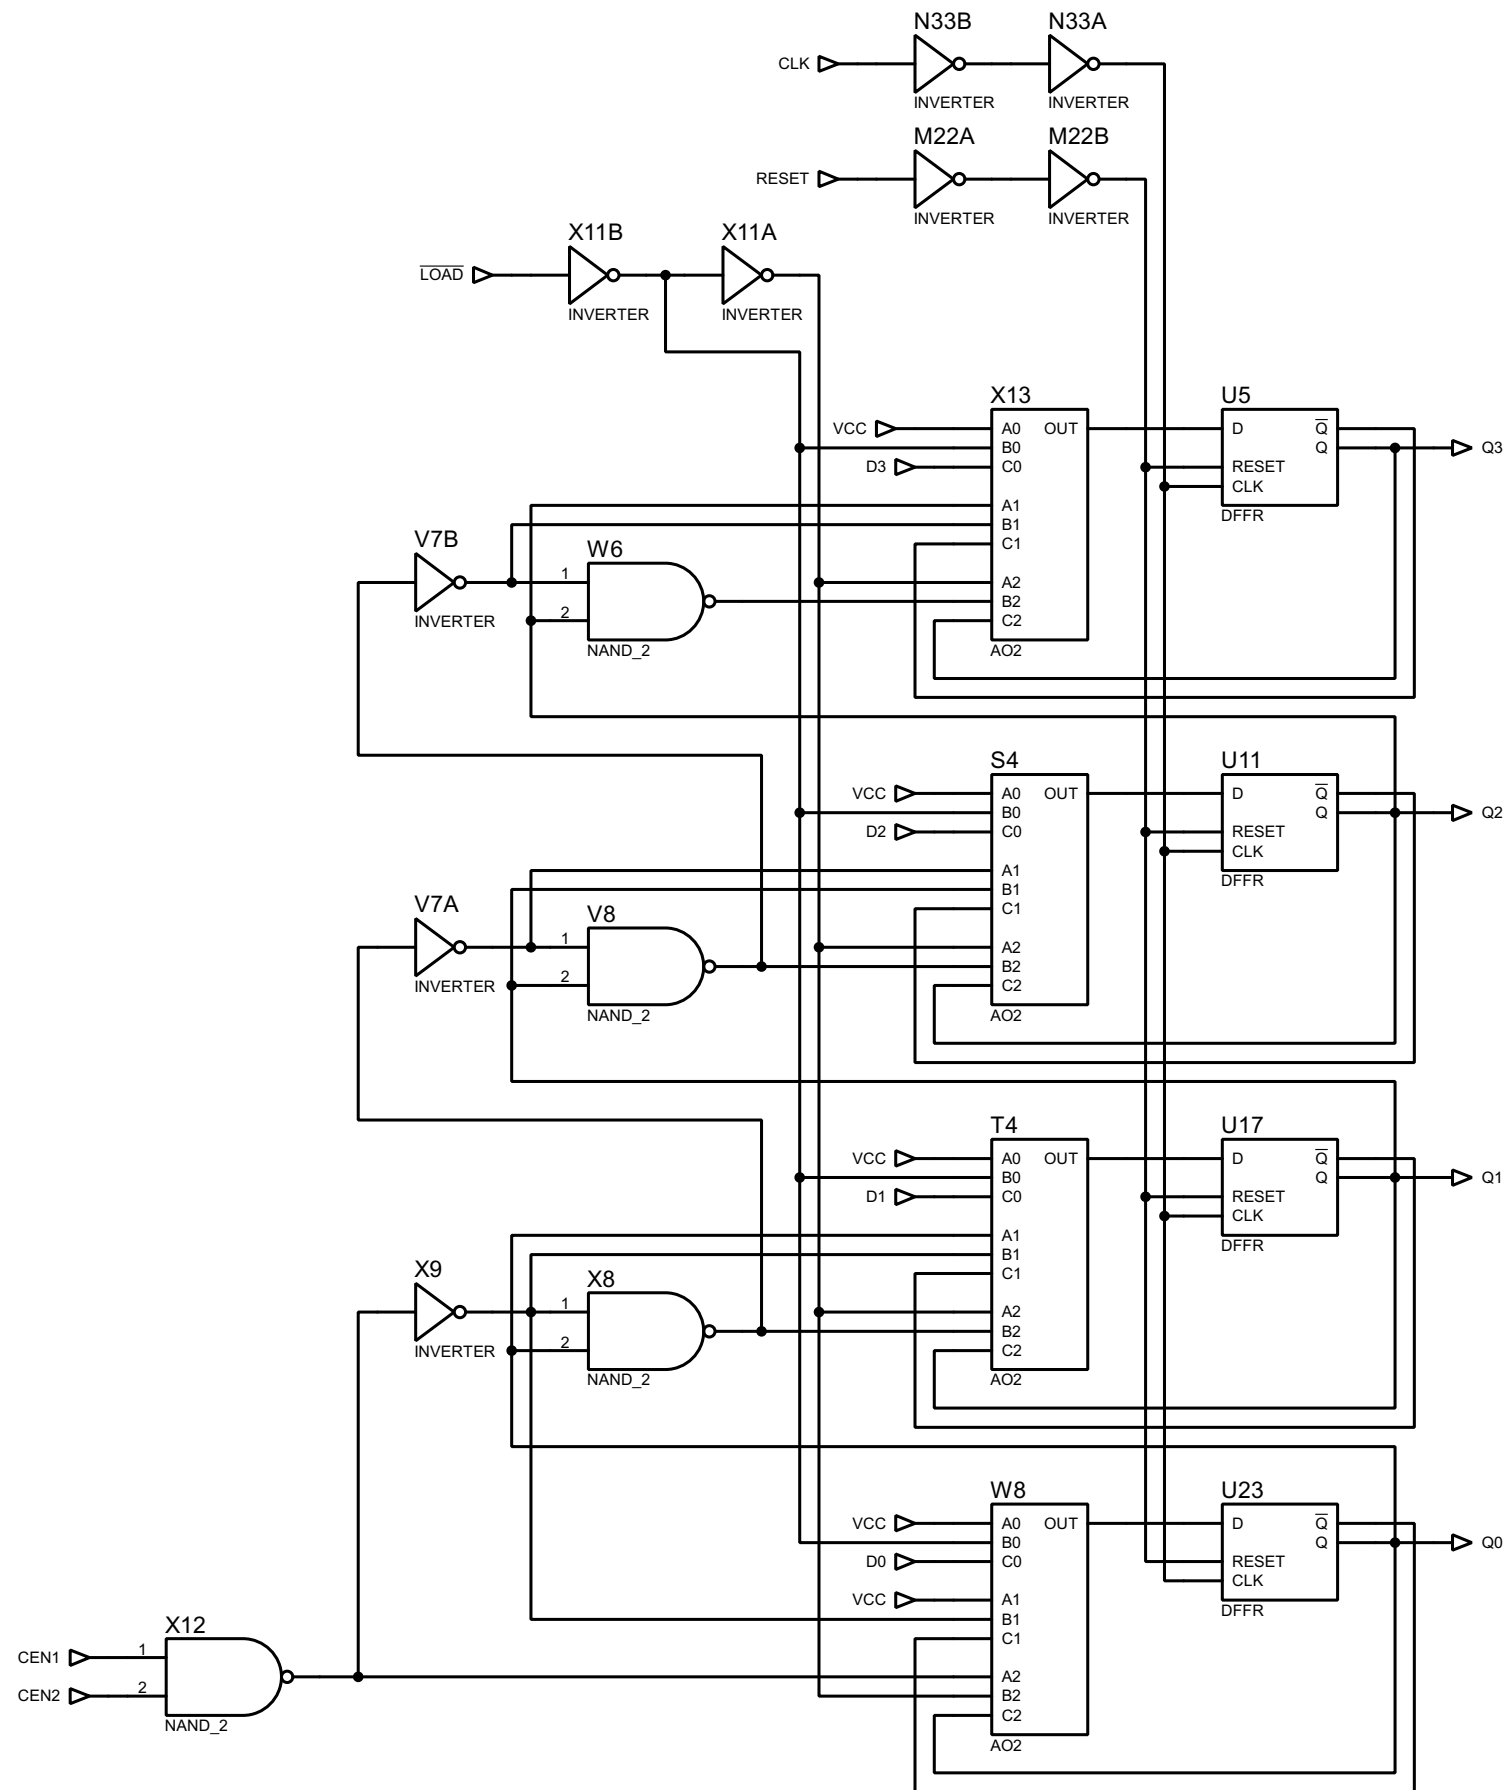 N33B N33A
CLK
INVERTER INVERTER
M22A M22B
RESET
INVERTER INVERTER
X11B X11A
LOAD
INVERTER INVERTER
X13 U5
VCC A0 OUT D Q
B0 Q Q3
D3 C0 RESET
CLK
A1 DFFR
B1
V7B W6 C1
1 A2
B2
2 C2
INVERTER NAND_2 AO2
S4 U11
VCC A0 OUT D Q
B0 Q Q2
D2 C0 RESET
CLK
A1 DFFR
B1
V7A V8 C1
1 A2
B2
2 C2
INVERTER NAND_2 AO2
T4 U17
VCC A0 OUT D Q
B0 Q Q1
D1 C0 RESET
CLK
A1 DFFR
B1
X9 X8 C1
1 A2
B2
2 C2
INVERTER NAND_2 AO2
W8 U23
VCC A0 OUT D Q
B0 Q Q0
D0 C0 RESET
CLK
VCC A1 DFFR
B1
X12 C1
CEN1 1
A2
CEN2 2 B2
C2
NAND_2
AO2